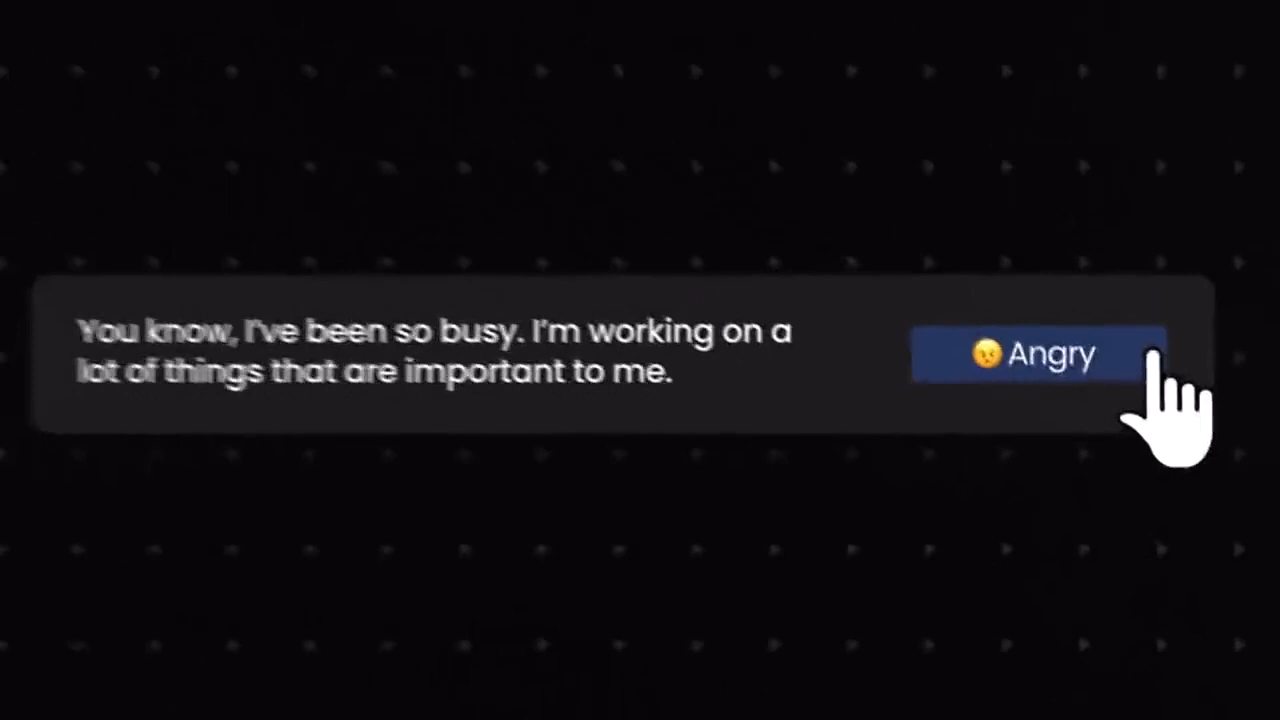 You know, I've been so busy. I'm working on a
lot of things that are important to me.
😠 Angry